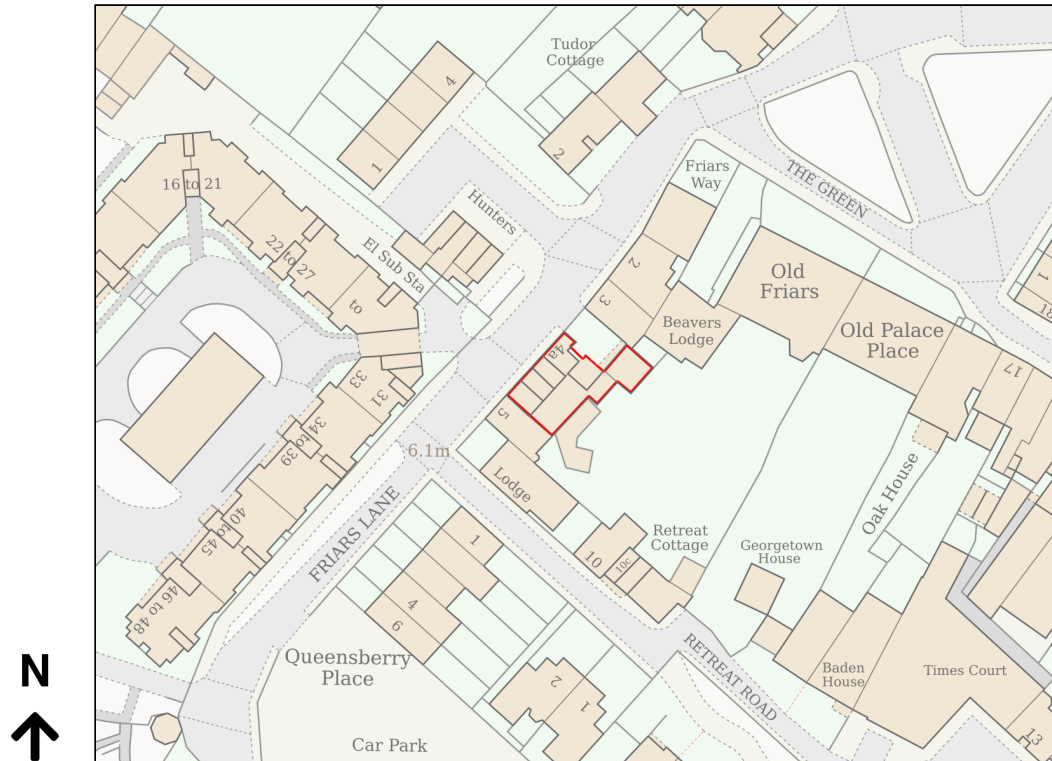 Tudor
Cottage
4
1
2
Friars
Way
THE GREEN
16 to 21
Hunters
22 to 27
El Sub Sta
to
2
3
Old
Friars
1
18
Beavers
Lodge
Old Palace
Place
4a
17
33
31
5
34 to 39
6.1m
Lodge
Oak House
FRIARS LANE
40 to 45
1
Retreat
Cottage
Georgetown
House
10
10c
46 to 48
4
6
N
Queensberry
Place
RETREAT ROAD
2
1
Baden
House
Times Court
13
Car Park